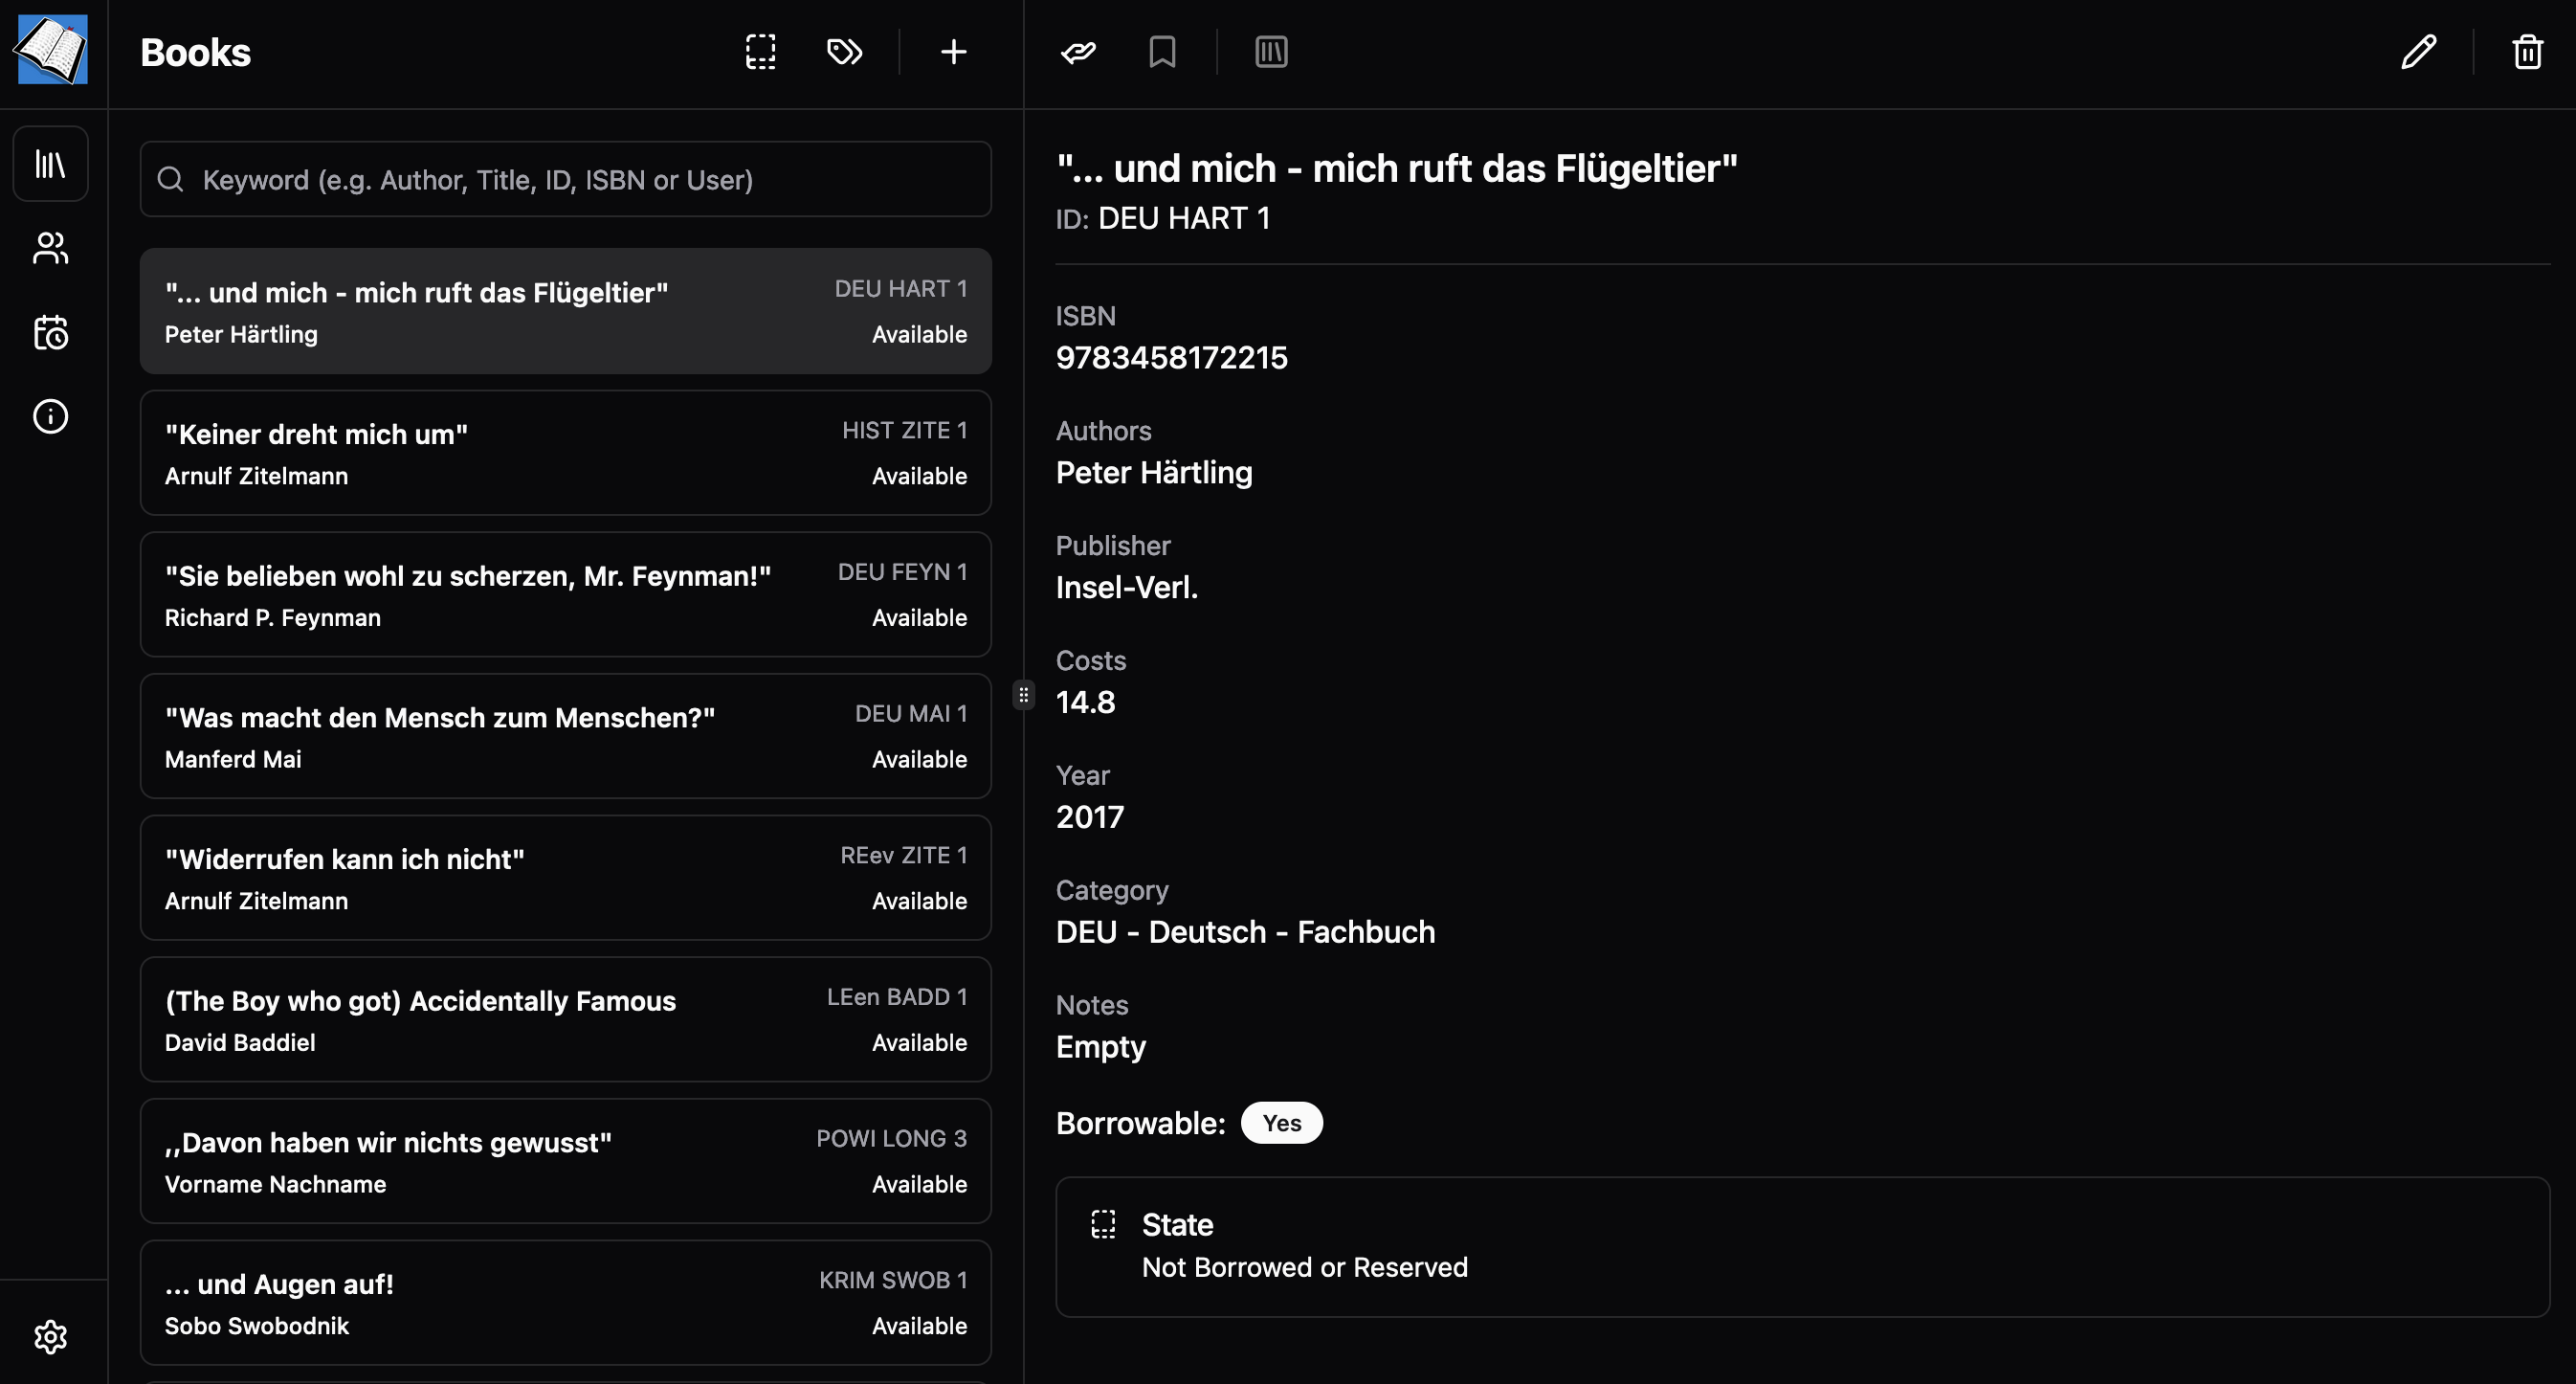 Books
Keyword (e.g. Author, Title, ID, ISBN or User)
"... und mich - mich ruft das Flügeltier"
DEU HART 1
Peter Härtling
Available
"Keiner dreht mich um"
HIST ZITE 1
Arnulf Zitelmann
Available
"Sie belieben wohl zu scherzen, Mr. Feynman!"
DEU FEYN 1
Richard P. Feynman
Available
"Was macht den Mensch zum Menschen?"
DEU MAI 1
Manferd Mai
Available
"Widerrufen kann ich nicht"
REev ZITE 1
Arnulf Zitelmann
Available
(The Boy who got) Accidentally Famous
LEen BADD 1
David Baddiel
Available
,,Davon haben wir nichts gewusst"
POWI LONG 3
Vorname Nachname
Available
... und Augen auf!
KRIM SWOB 1
Sobo Swobodnik
Available
"... und mich - mich ruft das Flügeltier"
ID: DEU HART 1
ISBN
9783458172215
Authors
Peter Härtling
Publisher
Insel-Verl.
Costs
14.8
Year
2017
Category
DEU - Deutsch - Fachbuch
Notes
Empty
Borrowable: Yes
State
Not Borrowed or Reserved